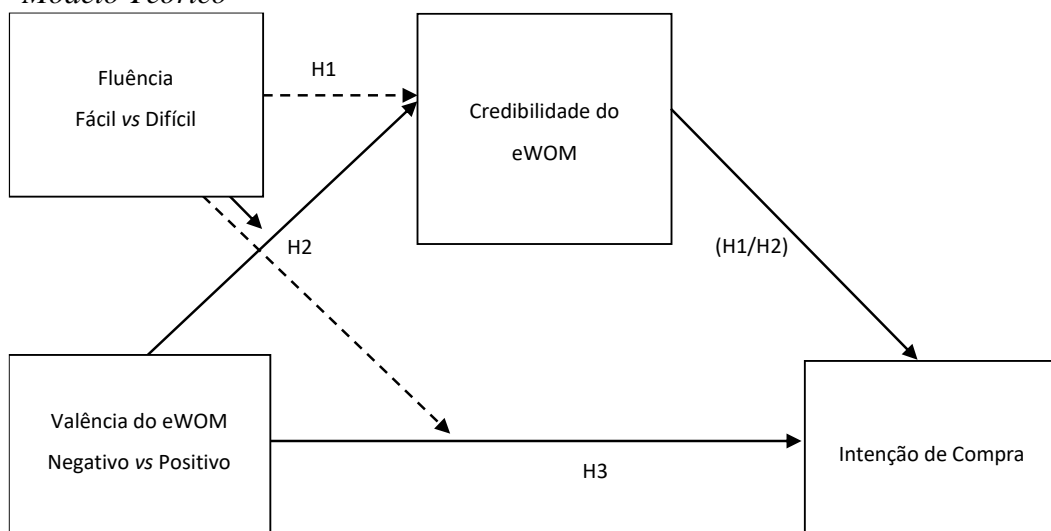 Modelo Teórico
Fluência
Fácil vs Difícil
H1
Credibilidade do
eWOM
H2
(H1/H2)
Valência do eWOM
Negativo vs Positivo
H3
Intenção de Compra